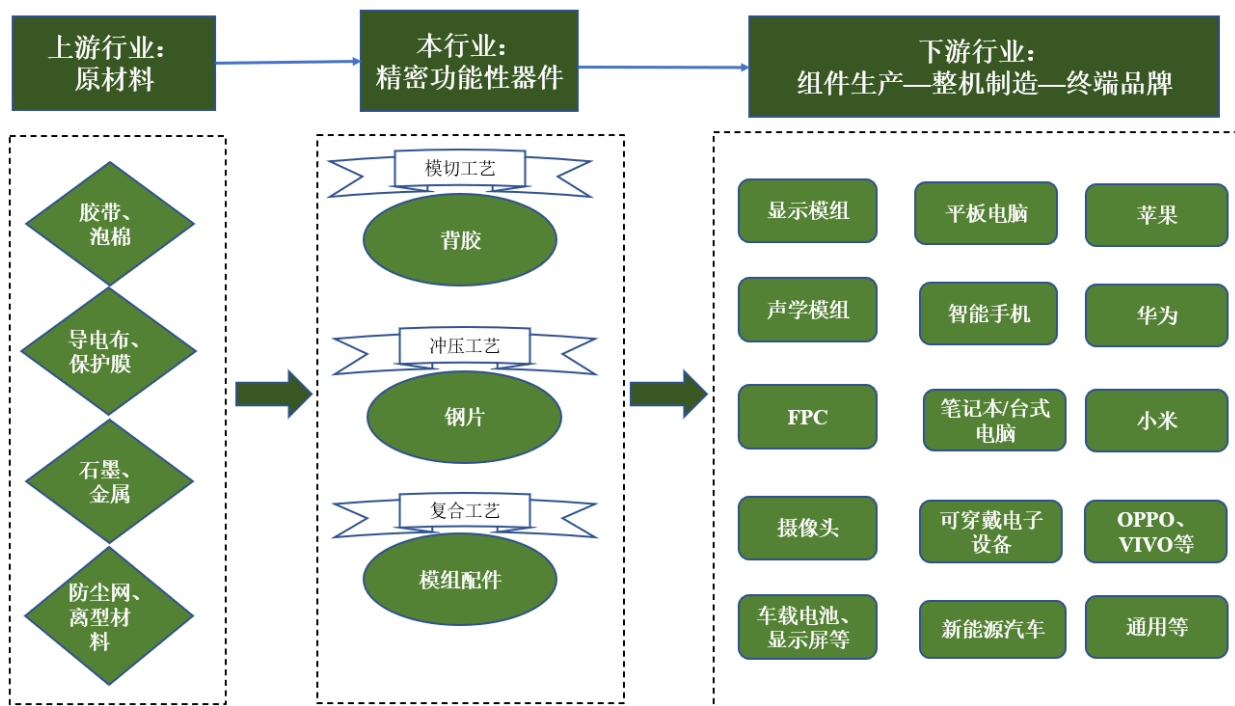 上游行业：
原材料
本行业：
精密功能性器件
下游行业：
组件生产—整机制造—终端品牌
胶带、
泡棉
导电布、
保护膜
石墨、
金属
防尘网、
离型材
料
模切工艺
背胶
冲压工艺
钢片
复合工艺
模组配件
显示模组
平板电脑
苹果
声学模组
智能手机
华为
FPC
笔记本/台式
电脑
小米
摄像头
可穿戴电子
设备
OPPO、
VIVO等
车载电池、
显示屏等
新能源汽车
通用等